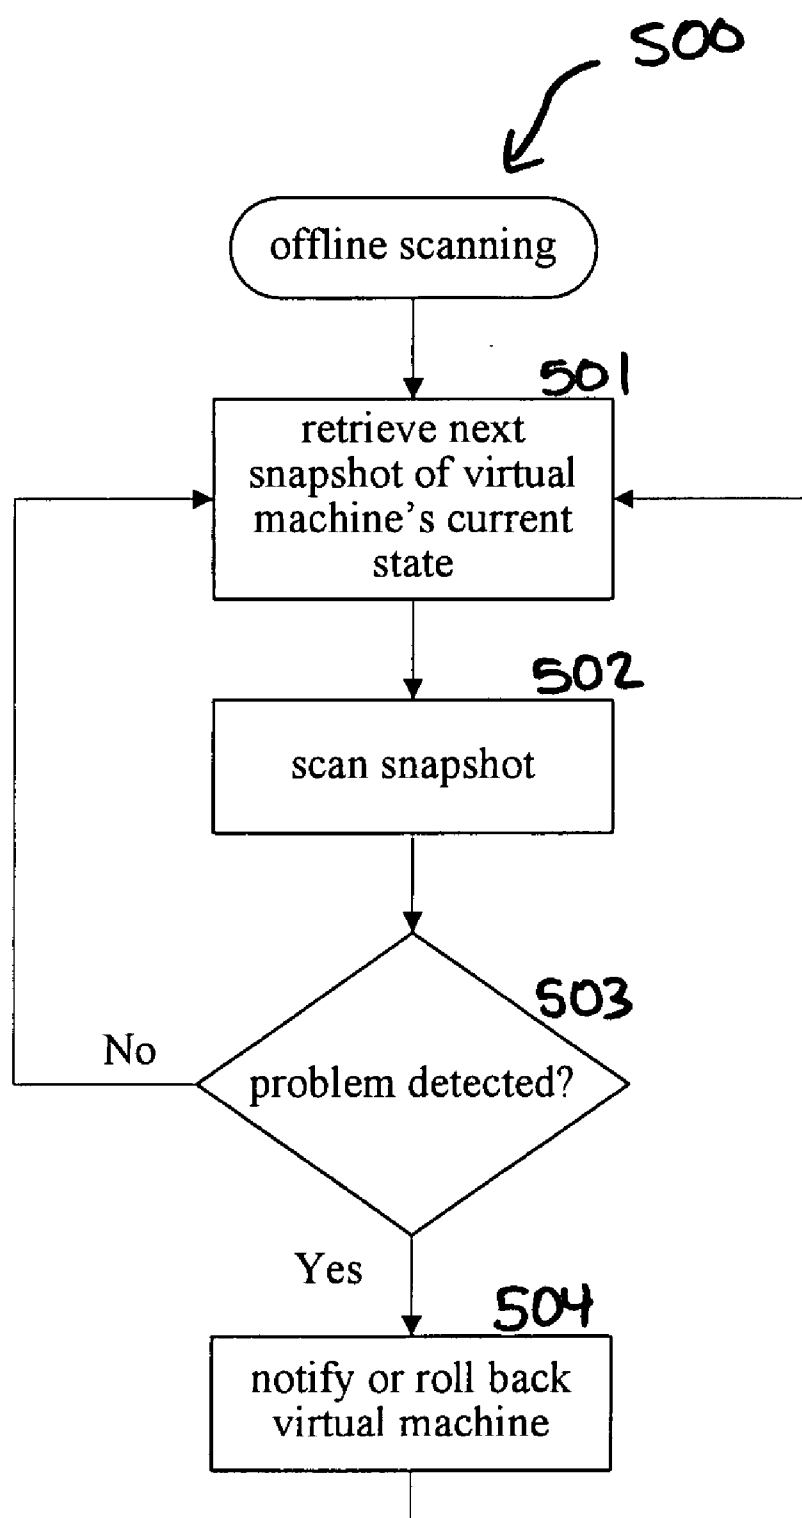 500
offline scanning
501
retrieve next
snapshot of virtual
machine's current
state
502
scan snapshot
503
No
problem detected?
Yes
504
notify or roll back
virtual machine